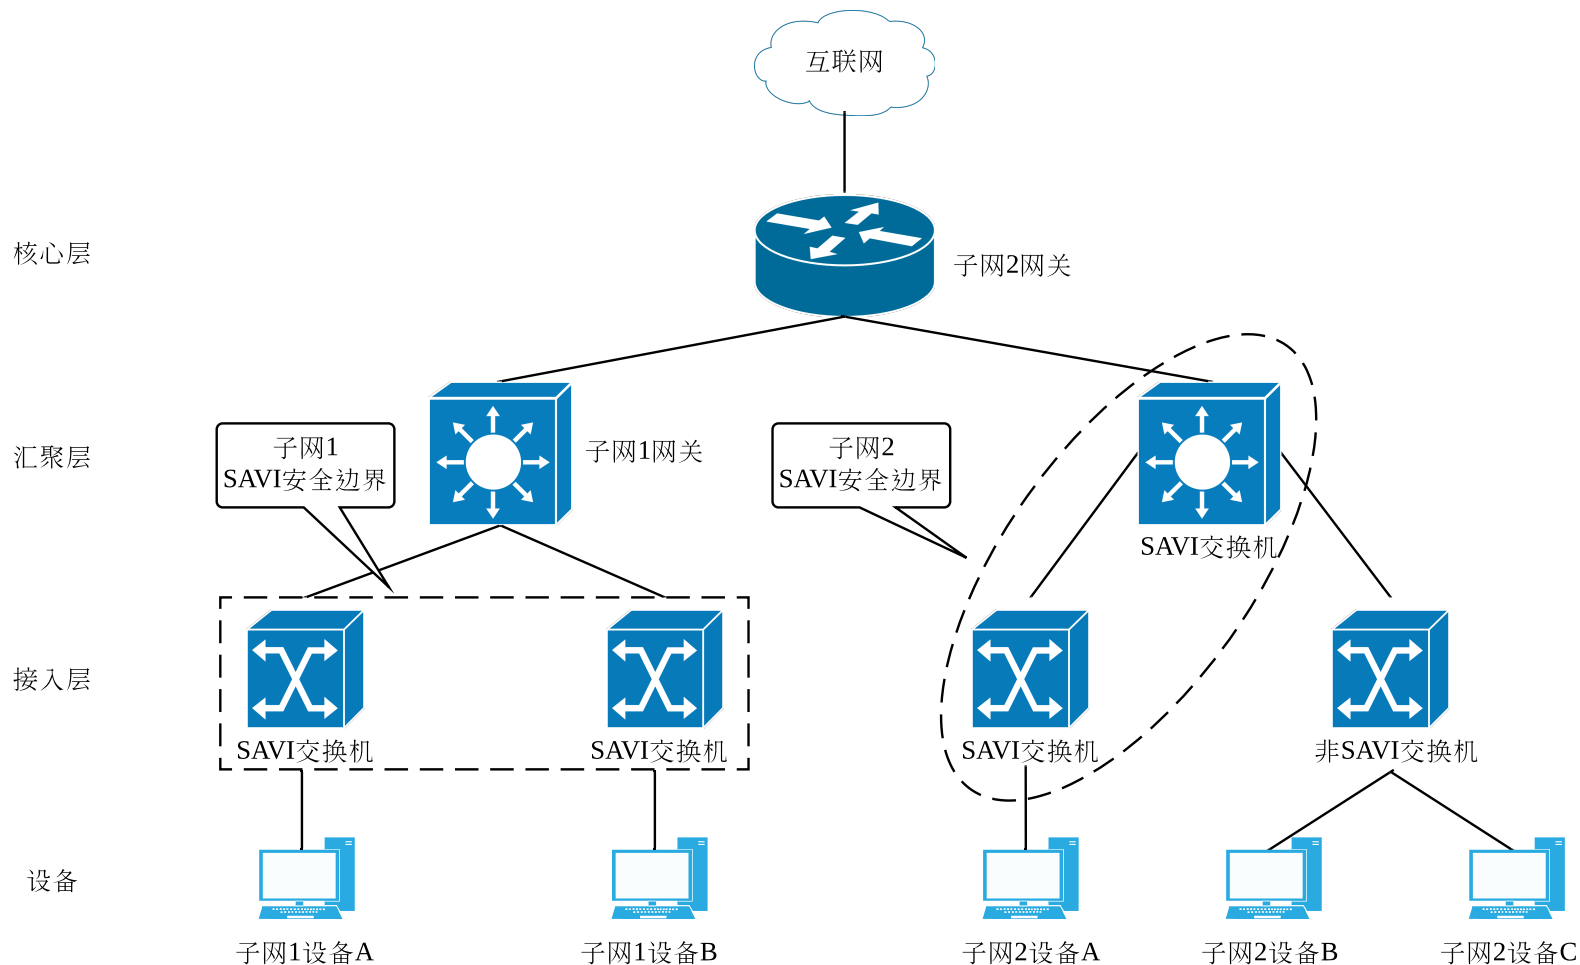 互联网
核心层
子网2网关
汇聚层
子网1
SAVI安全边界
子网1网关
子网2
SAVI安全边界
SAVI交换机
接入层
SAVI交换机
SAVI交换机
SAVI交换机
非SAVI交换机
设备
子网1设备A
子网1设备B
子网2设备A
子网2设备B
子网2设备C